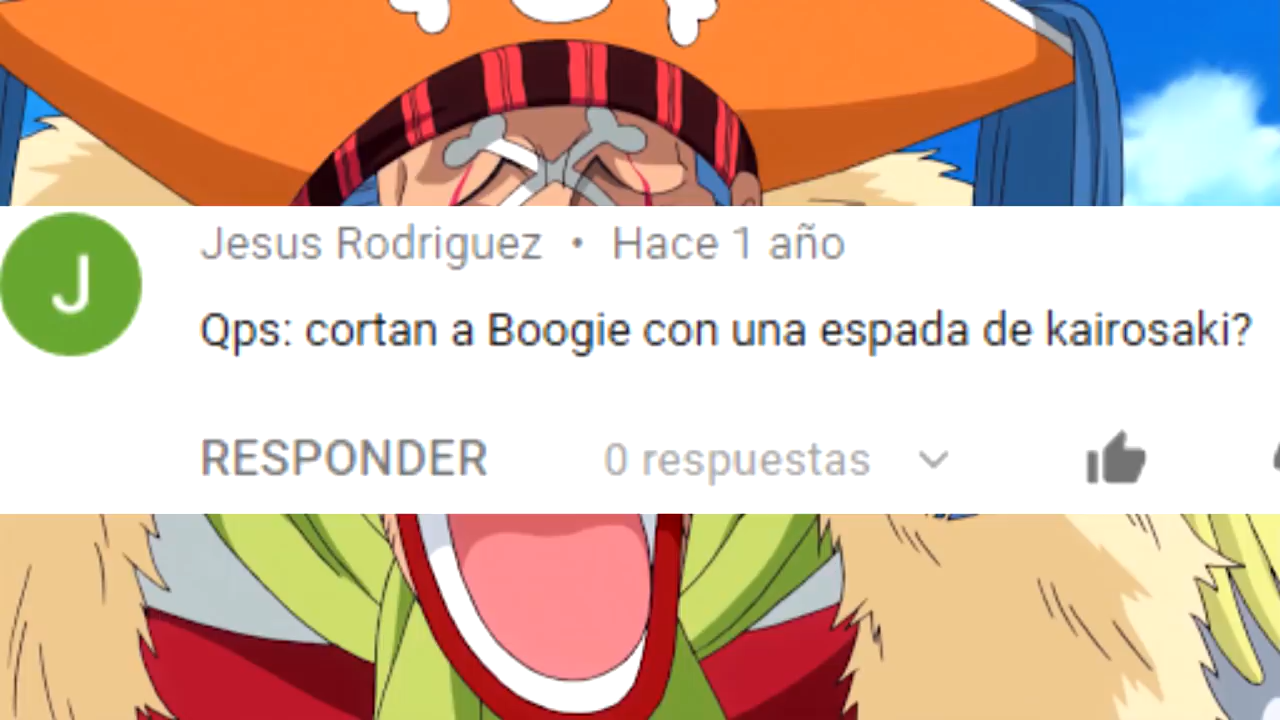 J
Jesus Rodriguez • Hace 1 año
Qps: cortan a Boogie con una espada de kairosaki?
RESPONDER 0 respuestas